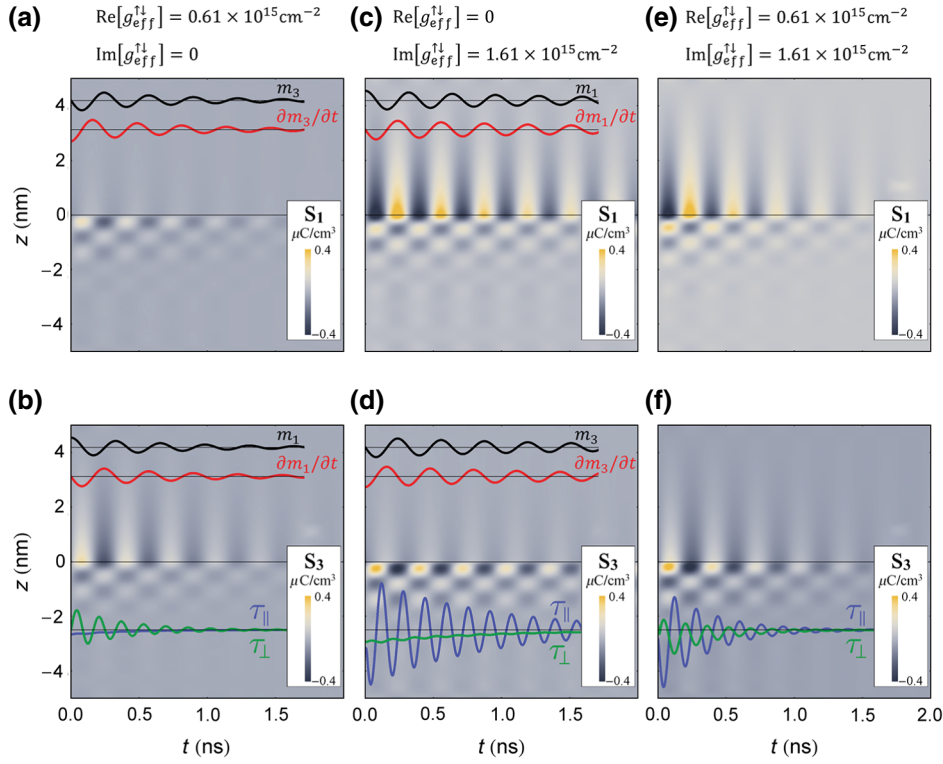 (a) Re[g_eff^↑↓] = 0.61 × 10^15 cm^−2
Im[g_eff^↑↓] = 0
(c) Re[g_eff^↑↓] = 0
Im[g_eff^↑↓] = 1.61 × 10^15 cm^−2
(e) Re[g_eff^↑↓] = 0.61 × 10^15 cm^−2
Im[g_eff^↑↓] = 1.61 × 10^15 cm^−2
z (nm)
4
2
0
−2
−4
m₃
∂m₃/∂t
S₁
μC/cm³
0.4
−0.4
m₁
∂m₁/∂t
S₁
μC/cm³
0.4
−0.4
S₁
μC/cm³
0.4
−0.4
(b)
(d)
(f)
z (nm)
4
2
0
−2
−4
m₁
∂m₁/∂t
S₃
μC/cm³
0.4
−0.4
τ∥
τ⊥
m₃
∂m₃/∂t
S₃
μC/cm³
0.4
−0.4
τ∥
τ⊥
S₃
μC/cm³
0.4
−0.4
τ∥
τ⊥
0.0 0.5 1.0 1.5
0.0 0.5 1.0 1.5
0.0 0.5 1.0 1.5 2.0
t (ns)
t (ns)
t (ns)